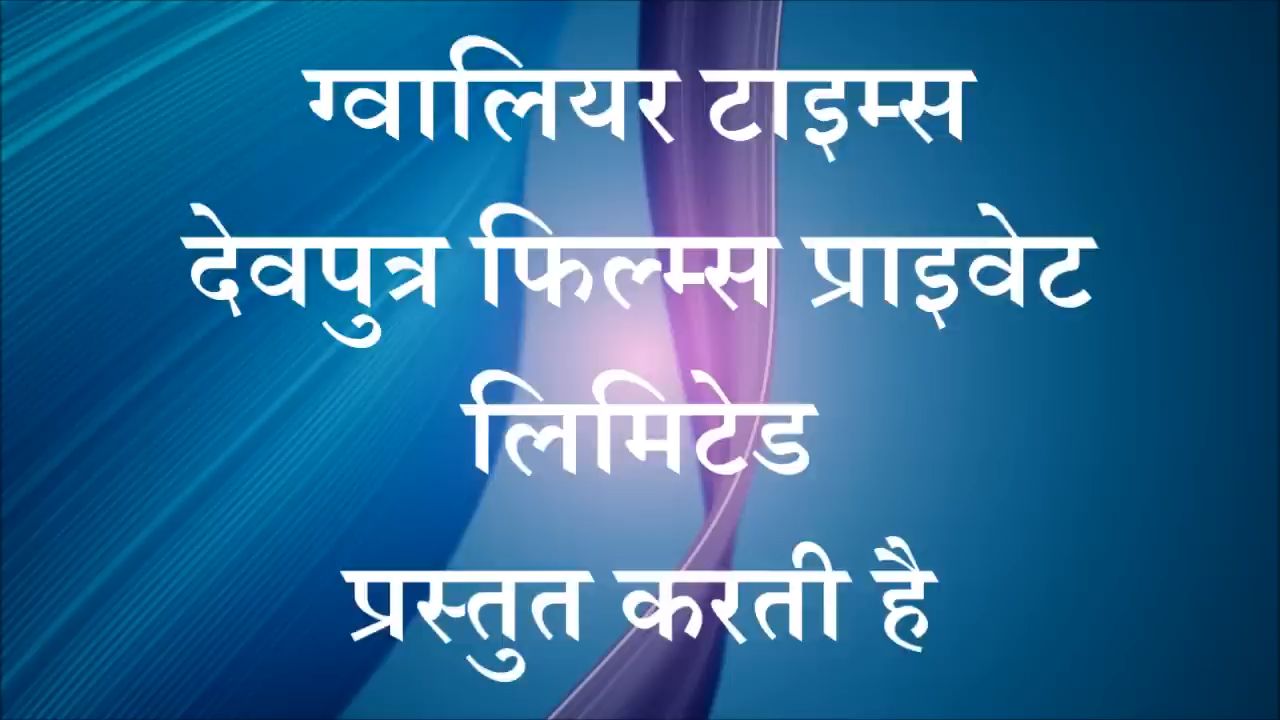 ग्वालियर टाइम्स
देवपुत्र फिल्म्स प्राइवेट
लिमिटेड
प्रस्तुत करती है